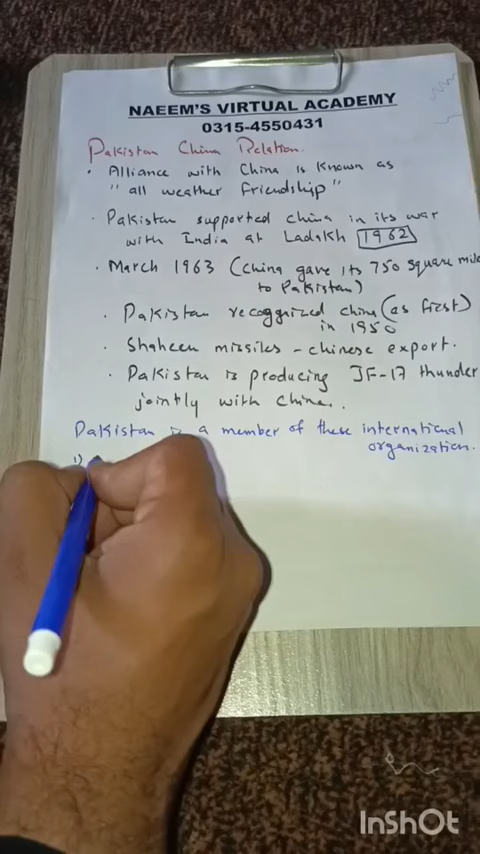 NAEEM'S VIRTUAL ACADEMY
0315-4550431
Pakistan China Relation.
• Alliance with China is known as
"all weather friendship"
• Pakistan supported china in its war
with India at Ladakh 1962
• March 1963 (China gave its 750 square mile
to Pakistan)
• Pakistan recognized china (as first)
in 1950
• Shaheen missiles - chinese export.
• Pakistan is producing JF-17 thunder
jointly with China.
Pakistan is a member of these international
organization.
1)
InShOt